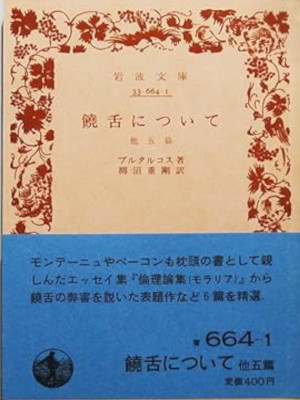 岩波文庫
33-664-1
饒舌について
他五篇
プルタルコス著
柳沼重剛訳
モンテーニュやベーコンも枕頭の書として親
しんだエッセイ集『倫理論集(モラリア)』から
饒舌の弊害を説いた表題作など6篇を精選.
青 664-1
饒舌について 他五篇
定価400円